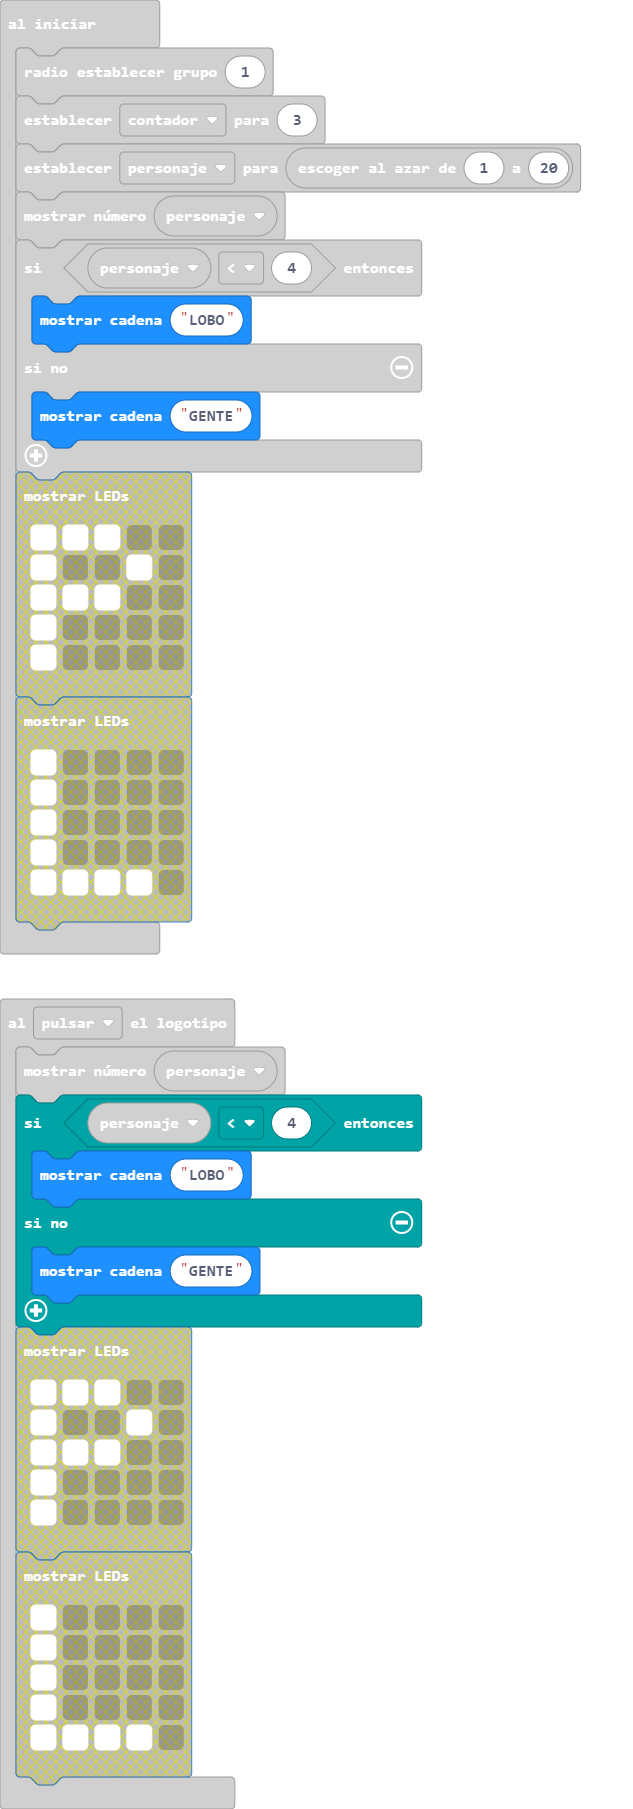 al iniciar
radio establecer grupo 1
establecer contador para 3
establecer personaje para escoger al azar de 1 a 20
mostrar número personaje
si personaje < 4 entonces
mostrar cadena "LOBO"
si no
mostrar cadena "GENTE"
mostrar LEDs
mostrar LEDs
al pulsar el logotipo
mostrar número personaje
si personaje < 4 entonces
mostrar cadena "LOBO"
si no
mostrar cadena "GENTE"
mostrar LEDs
mostrar LEDs